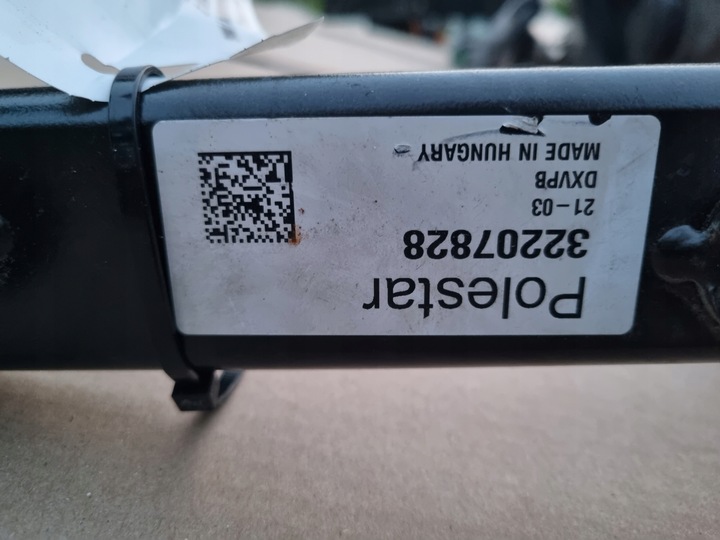 Polestar
32207828
21-03
DXVPB
MADE IN HUNGARY